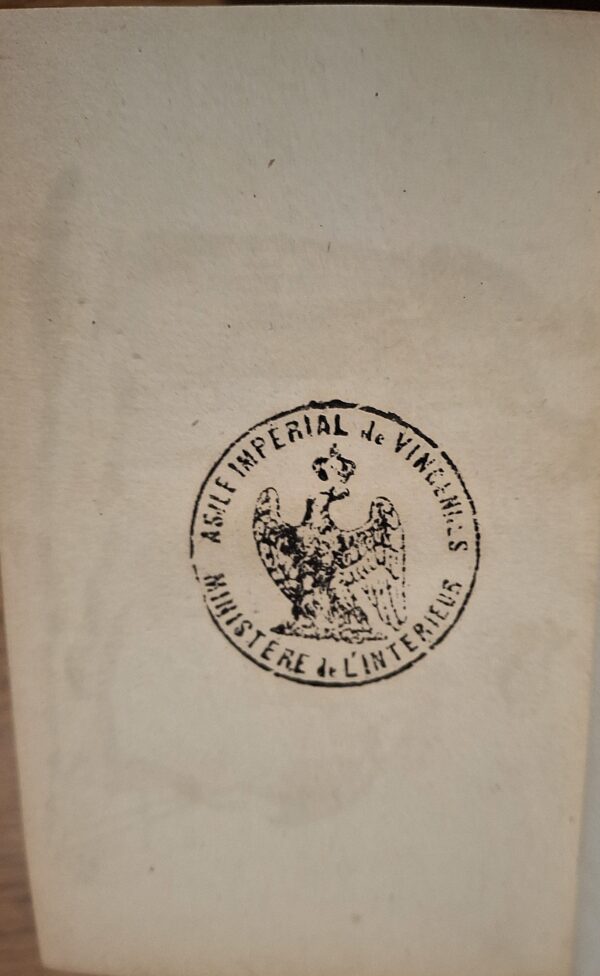 ASILE IMPÉRIAL de VINCENNES
MINISTÈRE de L'INTERIEUR